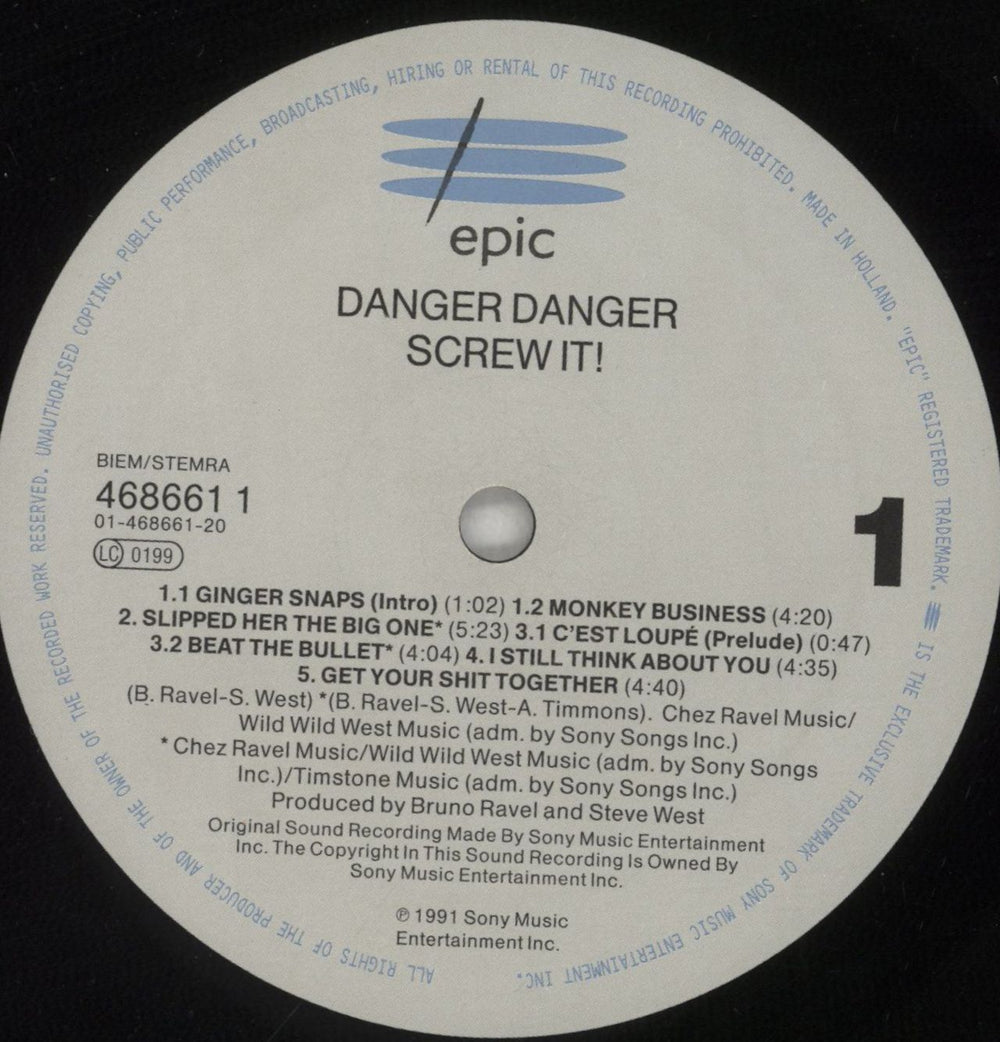 epic
DANGER DANGER
SCREW IT!
BIEM/STEMRA
468661 1
01-468661-20
LC 0199
1
1.1 GINGER SNAPS (Intro) (1:02) 1.2 MONKEY BUSINESS (4:20)
2. SLIPPED HER THE BIG ONE* (5:23) 3.1 C'EST LOUPÉ (Prelude) (0:47)
3.2 BEAT THE BULLET* (4:04) 4. I STILL THINK ABOUT YOU (4:35)
5. GET YOUR SHIT TOGETHER (4:40)
(B. Ravel-S. West) *(B. Ravel-S. West-A. Timmons). Chez Ravel Music/
Wild Wild West Music (adm. by Sony Songs Inc.)
* Chez Ravel Music/Wild Wild West Music (adm. by Sony Songs
Inc.)/Timstone Music (adm. by Sony Songs Inc.)
Produced by Bruno Ravel and Steve West
Original Sound Recording Made By Sony Music Entertainment
Inc. The Copyright In This Sound Recording Is Owned By
Sony Music Entertainment Inc.
℗ 1991 Sony Music
Entertainment Inc.
ALL RIGHTS OF THE PRODUCER AND OF THE OWNER OF THE RECORDED WORK RESERVED. UNAUTHORISED COPYING, PUBLIC PERFORMANCE, BROADCASTING, HIRING OR RENTAL OF THIS RECORDING PROHIBITED. MADE IN HOLLAND. "EPIC" REGISTERED TRADEMARK. IS THE EXCLUSIVE TRADEMARK OF SONY MUSIC ENTERTAINMENT INC.